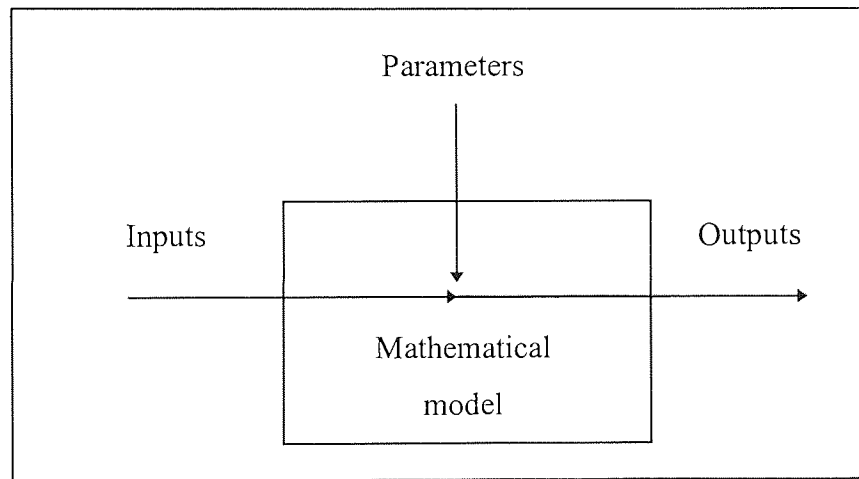 Parameters
Inputs
Outputs
Mathematical
model